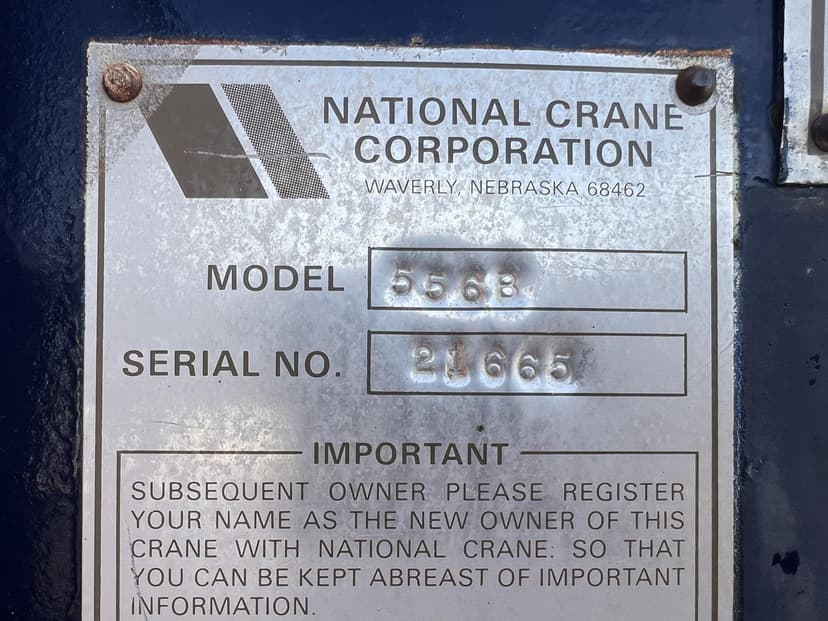 NATIONAL CRANE
CORPORATION
WAVERLY, NEBRASKA 68462
MODEL 556B
SERIAL NO. 21665
IMPORTANT
SUBSEQUENT OWNER PLEASE REGISTER
YOUR NAME AS THE NEW OWNER OF THIS
CRANE WITH NATIONAL CRANE: SO THAT
YOU CAN BE KEPT ABREAST OF IMPORTANT
INFORMATION.